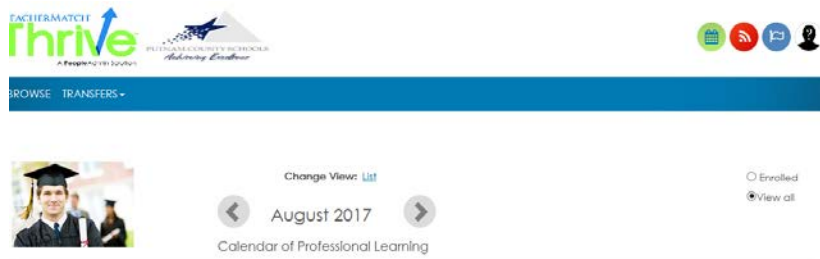 TEACHERMATCH
Thrive
A PeopleAdmin Solution
PUTNAM COUNTY SCHOOLS
Achieving Excellence
BROWSE TRANSFERS
Change View: List
Enrolled
View all
August 2017
Calendar of Professional Learning